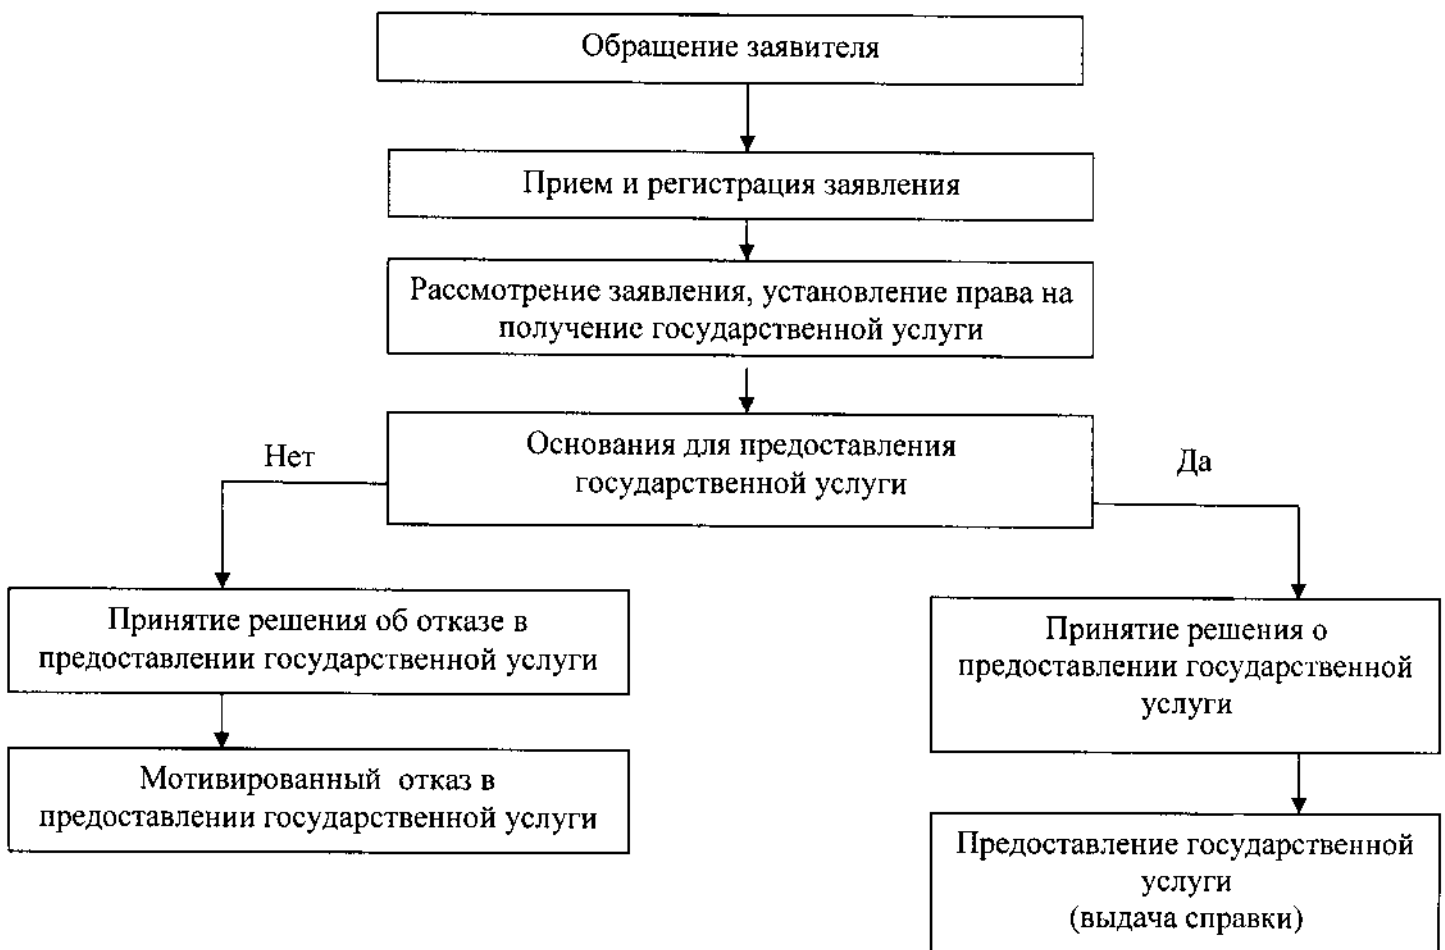 Обращение заявителя
Прием и регистрация заявления
Рассмотрение заявления, установление права на
получение государственной услуги
Основания для предоставления
государственной услуги
Нет
Да
Принятие решения об отказе в
предоставлении государственной услуги
Мотивированный отказ в
предоставлении государственной услуги
Принятие решения о
предоставлении государственной
услуги
Предоставление государственной
услуги
(выдача справки)